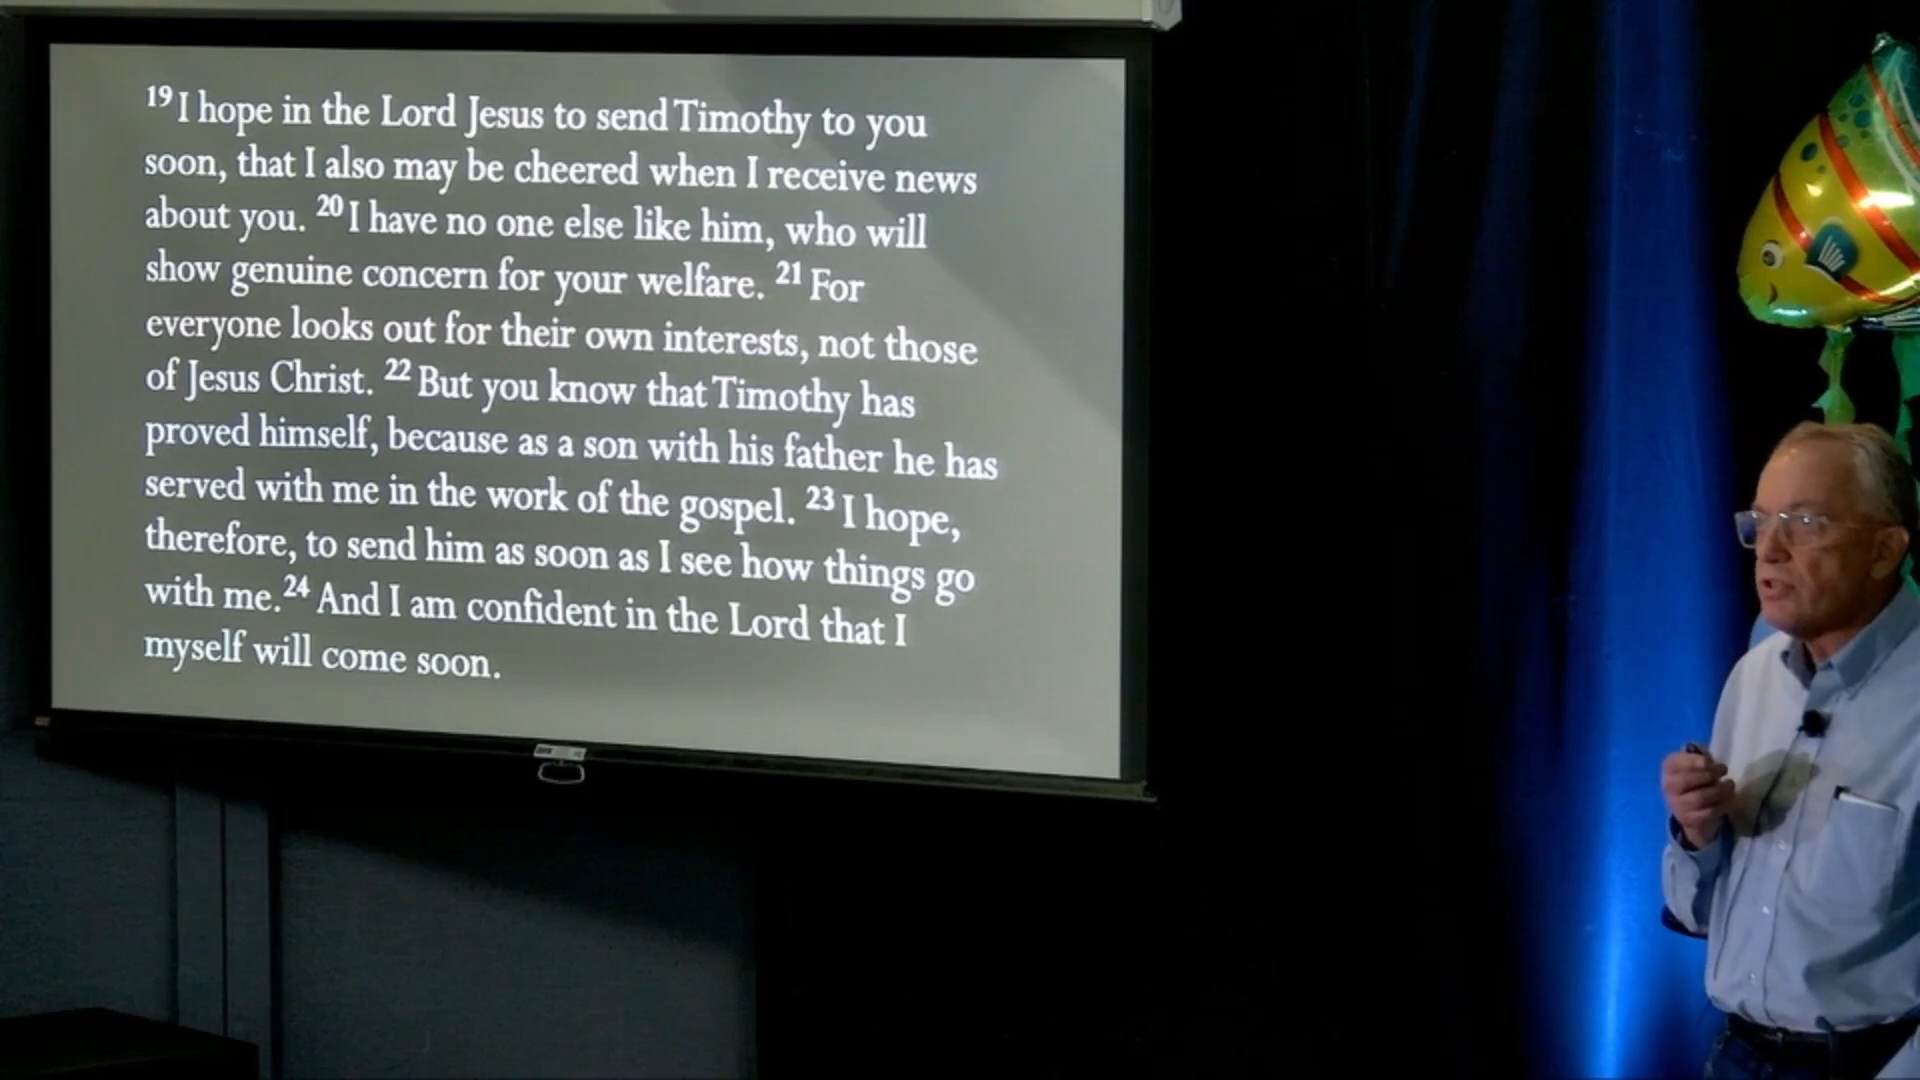 19 I hope in the Lord Jesus to send Timothy to you
soon, that I also may be cheered when I receive news
about you. 20 I have no one else like him, who will
show genuine concern for your welfare. 21 For
everyone looks out for their own interests, not those
of Jesus Christ. 22 But you know that Timothy has
proved himself, because as a son with his father he has
served with me in the work of the gospel. 23 I hope,
therefore, to send him as soon as I see how things go
with me.24 And I am confident in the Lord that I
myself will come soon.